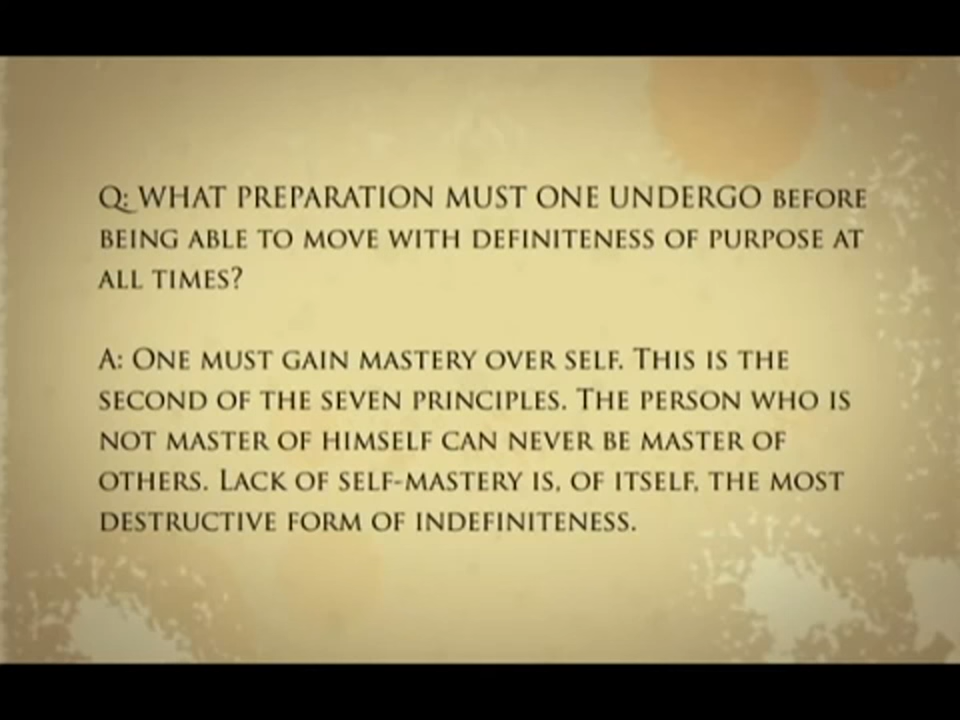 Q: WHAT PREPARATION MUST ONE UNDERGO BEFORE
BEING ABLE TO MOVE WITH DEFINITENESS OF PURPOSE AT
ALL TIMES?
A: ONE MUST GAIN MASTERY OVER SELF. THIS IS THE
SECOND OF THE SEVEN PRINCIPLES. THE PERSON WHO IS
NOT MASTER OF HIMSELF CAN NEVER BE MASTER OF
OTHERS. LACK OF SELF-MASTERY IS, OF ITSELF, THE MOST
DESTRUCTIVE FORM OF INDEFINITENESS.